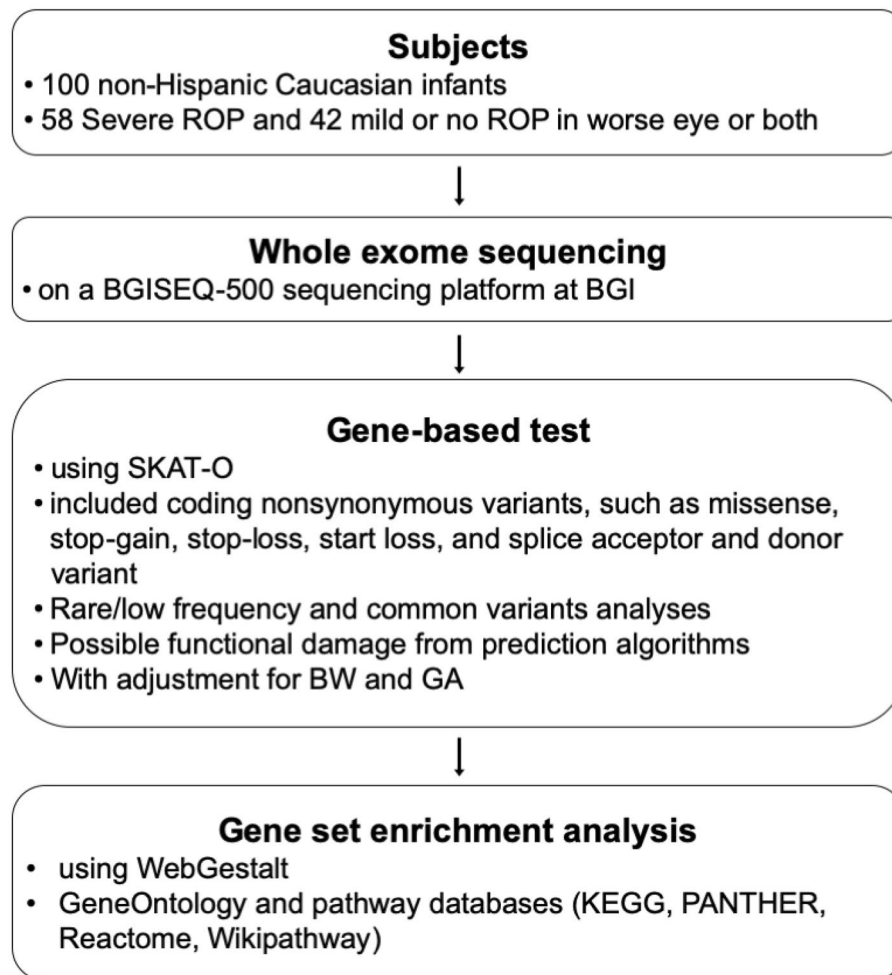 Subjects
• 100 non-Hispanic Caucasian infants
• 58 Severe ROP and 42 mild or no ROP in worse eye or both
Whole exome sequencing
• on a BGISEQ-500 sequencing platform at BGI
Gene-based test
• using SKAT-O
• included coding nonsynonymous variants, such as missense,
stop-gain, stop-loss, start loss, and splice acceptor and donor
variant
• Rare/low frequency and common variants analyses
• Possible functional damage from prediction algorithms
• With adjustment for BW and GA
Gene set enrichment analysis
• using WebGestalt
• GeneOntology and pathway databases (KEGG, PANTHER,
Reactome, Wikipathway)